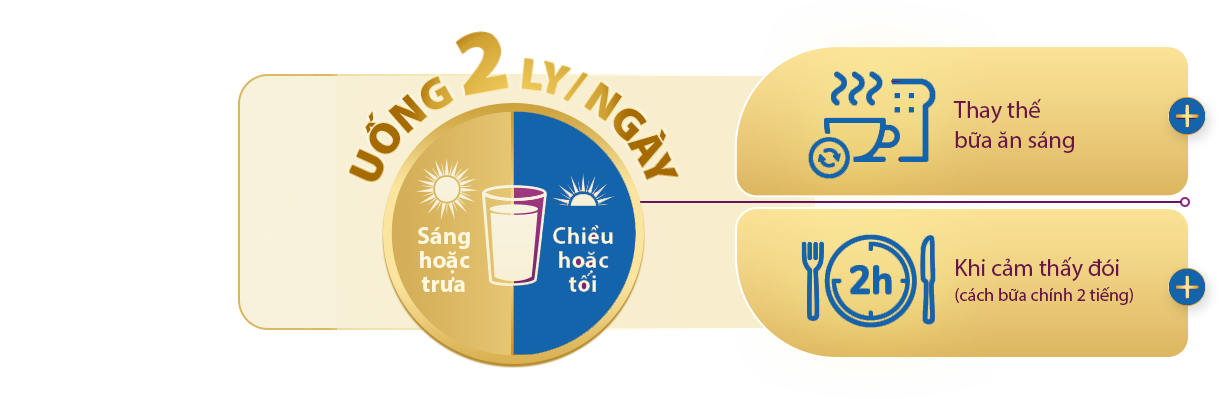 UỐNG 2 LY/NGÀY
Sáng
hoặc
trưa
Chiều
hoặc
tối
Thay thế
bữa ăn sáng
2h
Khi cảm thấy đói
(cách bữa chính 2 tiếng)